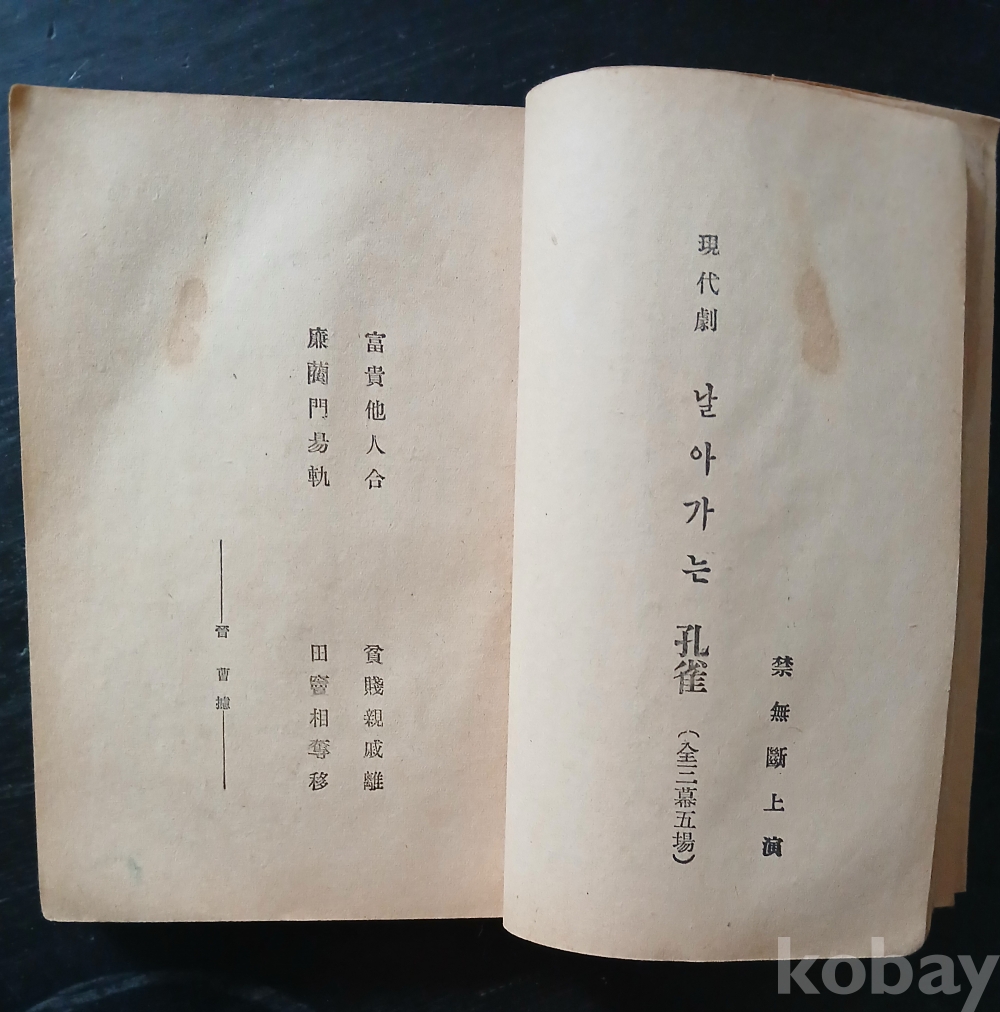 禁無斷上演
現代劇 날아가는 孔雀 (全三幕五場)
富貴他人合 貧賤親戚離
廉藺門易軌 田竇相奪移
晉 曹攄
kobay